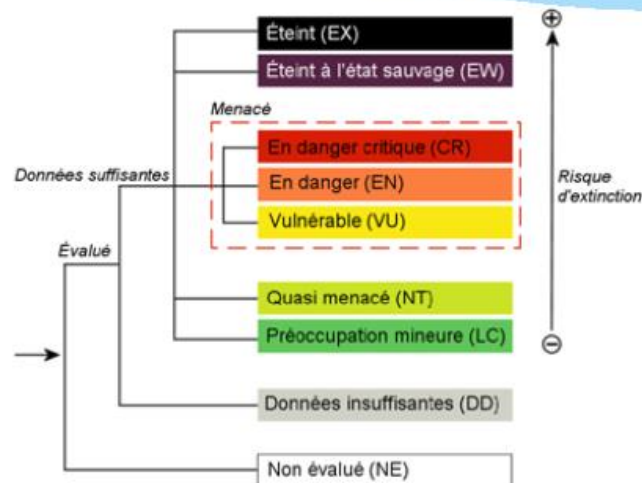 Éteint (EX)
Éteint à l'état sauvage (EW)
Menacé
En danger critique (CR)
Données suffisantes
En danger (EN)
Risque
d'extinction
Vulnérable (VU)
Évalué
Quasi menacé (NT)
Préoccupation mineure (LC)
Données insuffisantes (DD)
Non évalué (NE)